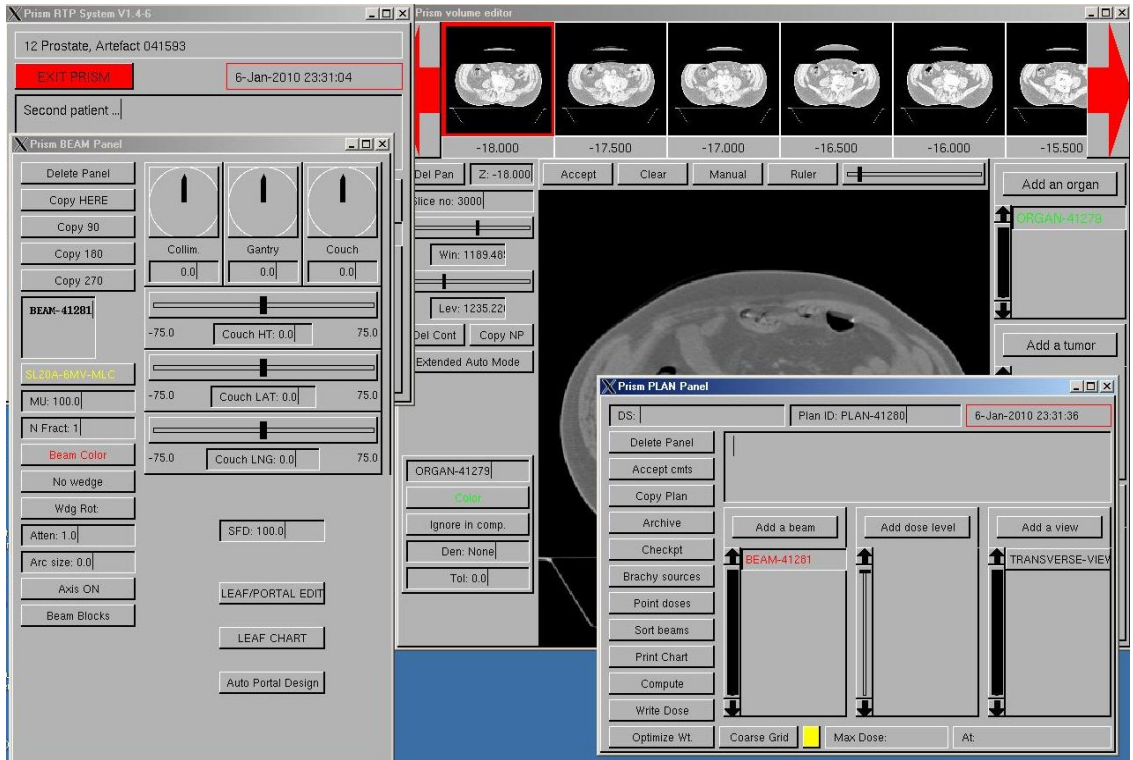 Prism RTP System V1.4-6
12 Prostate, Artefact 041593
EXIT PRISM
6-Jan-2010 23:31:04
Second patient ...
Prism BEAM Panel
Delete Panel
Copy HERE
Copy 90
Copy 180
Copy 270
BEAM-41281
SL20A-6MV-MLC
MU: 100.0
N Fract: 1
Beam Color
No wedge
Wdg Rot:
Atten: 1.0
Arc size: 0.0
Axis ON
Beam Blocks
Collim. Gantry Couch
0.0 0.0 0.0
-75.0 Couch HT: 0.0 75.0
-75.0 Couch LAT: 0.0 75.0
-75.0 Couch LNG: 0.0 75.0
SFD: 100.0
LEAF/PORTAL EDIT
LEAF CHART
Auto Portal Design
Prism volume editor
-18.000 -17.500 -17.000 -16.500 -16.000 -15.500
Del Pan Z: -18.000 Accept Clear Manual Ruler
Slice no: 3000
Win: 1189.48
Lev: 1235.22
Del Cont Copy NP
Extended Auto Mode
ORGAN-41279
Color
Ignore in comp.
Den: None
Tol: 0.0
Add an organ
ORGAN-41279
Add a tumor
Prism PLAN Panel
DS: Plan ID: PLAN-41280 6-Jan-2010 23:31:36
Delete Panel
Accept cmts
Copy Plan
Archive
Checkpt
Brachy sources
Point doses
Sort beams
Print Chart
Compute
Write Dose
Optimize Wt.
Add a beam Add dose level Add a view
BEAM-41281 TRANSVERSE-VIEW
Coarse Grid Max Dose: At: